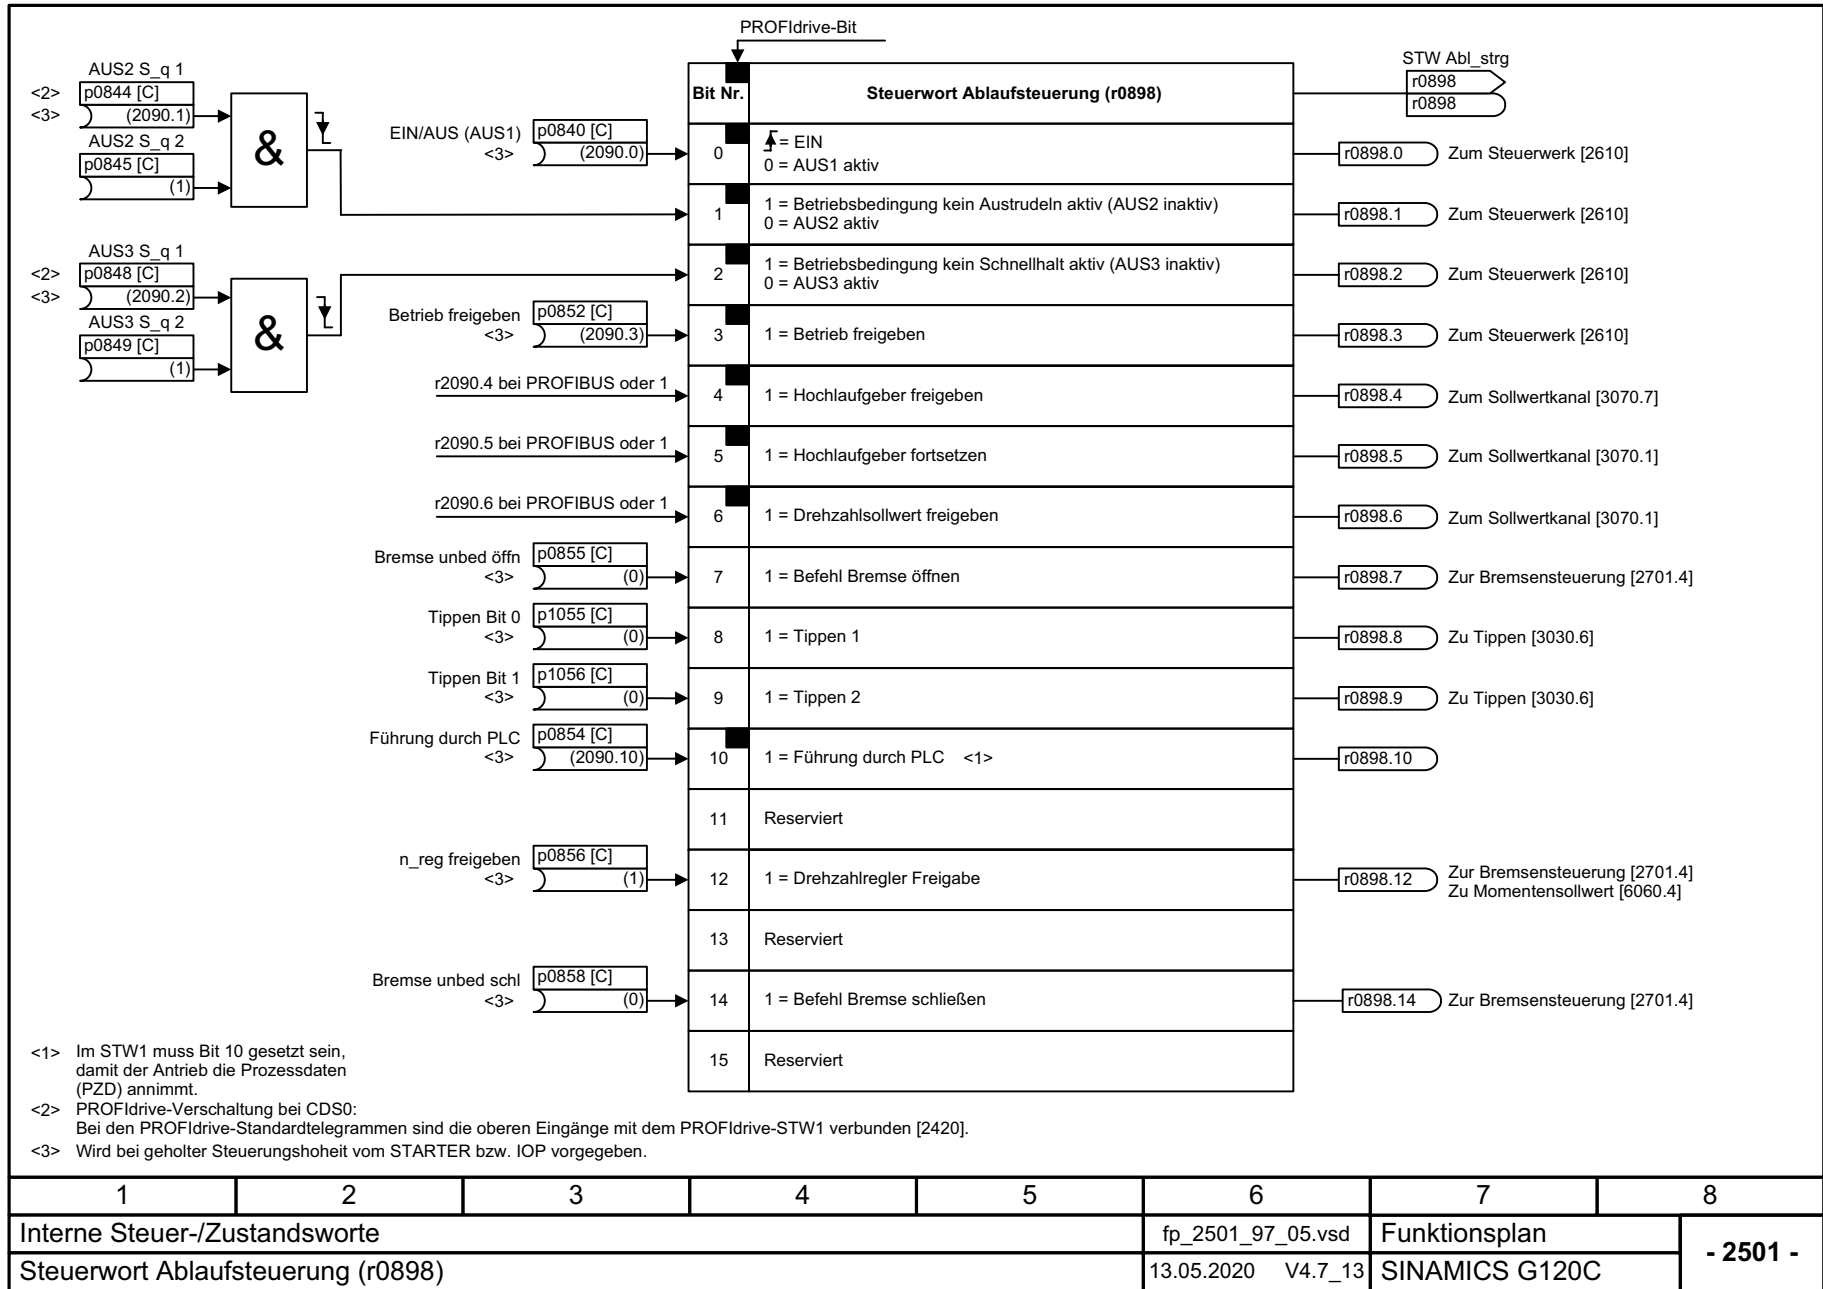 PROFIdrive-Bit
STW Abl_strg
r0898
r0898
Bit Nr.
Steuerwort Ablaufsteuerung (r0898)
AUS2 S_q 1
<2>
p0844 [C]
<3>
(2090.1)
AUS2 S_q 2
p0845 [C]
(1)
&
EIN/AUS (AUS1)
<3>
p0840 [C]
(2090.0)
0
= EIN
0 = AUS1 aktiv
r0898.0
Zum Steuerwerk [2610]
1
1 = Betriebsbedingung kein Austrudeln aktiv (AUS2 inaktiv)
0 = AUS2 aktiv
r0898.1
Zum Steuerwerk [2610]
AUS3 S_q 1
<2>
p0848 [C]
<3>
(2090.2)
AUS3 S_q 2
p0849 [C]
(1)
&
2
1 = Betriebsbedingung kein Schnellhalt aktiv (AUS3 inaktiv)
0 = AUS3 aktiv
r0898.2
Zum Steuerwerk [2610]
Betrieb freigeben
<3>
p0852 [C]
(2090.3)
3
1 = Betrieb freigeben
r0898.3
Zum Steuerwerk [2610]
r2090.4 bei PROFIBUS oder 1
4
1 = Hochlaufgeber freigeben
r0898.4
Zum Sollwertkanal [3070.7]
r2090.5 bei PROFIBUS oder 1
5
1 = Hochlaufgeber fortsetzen
r0898.5
Zum Sollwertkanal [3070.1]
r2090.6 bei PROFIBUS oder 1
6
1 = Drehzahlsollwert freigeben
r0898.6
Zum Sollwertkanal [3070.1]
Bremse unbed öffn
<3>
p0855 [C]
(0)
7
1 = Befehl Bremse öffnen
r0898.7
Zur Bremsensteuerung [2701.4]
Tippen Bit 0
<3>
p1055 [C]
(0)
8
1 = Tippen 1
r0898.8
Zu Tippen [3030.6]
Tippen Bit 1
<3>
p1056 [C]
(0)
9
1 = Tippen 2
r0898.9
Zu Tippen [3030.6]
Führung durch PLC
<3>
p0854 [C]
(2090.10)
10
1 = Führung durch PLC <1>
r0898.10
11
Reserviert
n_reg freigeben
<3>
p0856 [C]
(1)
12
1 = Drehzahlregler Freigabe
r0898.12
Zur Bremsensteuerung [2701.4]
Zu Momentensollwert [6060.4]
13
Reserviert
Bremse unbed schl
<3>
p0858 [C]
(0)
14
1 = Befehl Bremse schließen
r0898.14
Zur Bremsensteuerung [2701.4]
15
Reserviert
<1> Im STW1 muss Bit 10 gesetzt sein,
damit der Antrieb die Prozessdaten
(PZD) annimmt.
<2> PROFIdrive-Verschaltung bei CDS0:
Bei den PROFIdrive-Standardtelegrammen sind die oberen Eingänge mit dem PROFIdrive-STW1 verbunden [2420].
<3> Wird bei geholter Steuerungshoheit vom STARTER bzw. IOP vorgegeben.
1 2 3 4 5 6 7 8
Interne Steuer-/Zustandsworte
fp_2501_97_05.vsd
Funktionsplan
- 2501 -
Steuerwort Ablaufsteuerung (r0898)
13.05.2020 V4.7_13
SINAMICS G120C